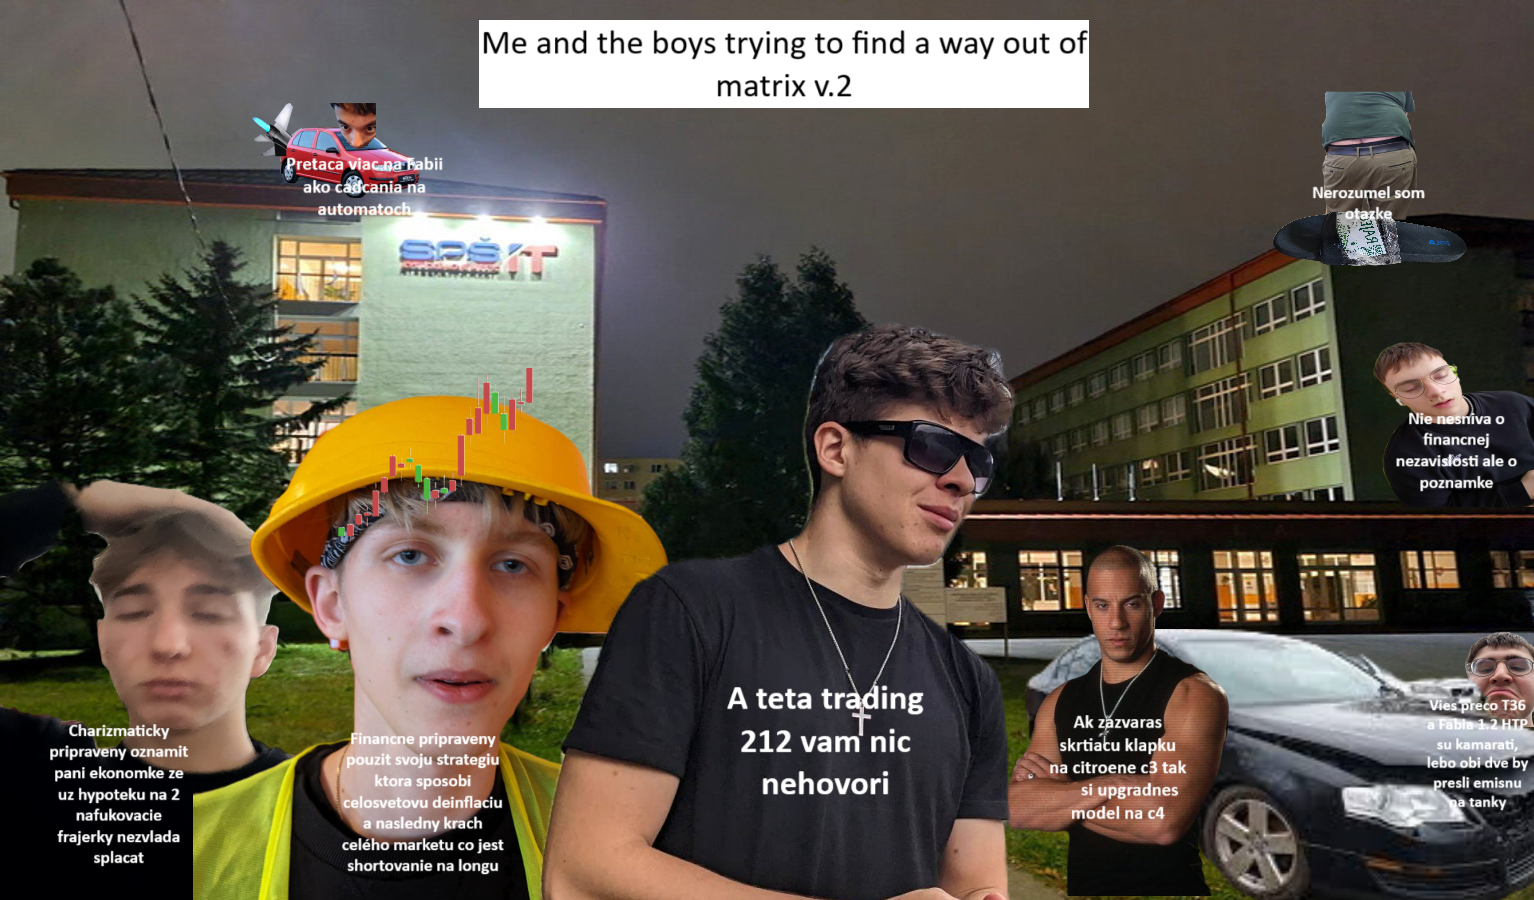 Me and the boys trying to find a way out of
matrix v.2
Pretaca viac na Fabii
ako cadcania na
automatoch
SOŠ IT
Nerozumel som
otazke
Nie nesniva o
financnej
nezavislosti ale o
poznamke
A teta trading
212 vam nic
nehovori
Charizmaticky
pripraveny oznamit
pani ekonomke ze
uz hypoteku na 2
nafukovacie
frajerky nezvlada
splacat
Financne pripraveny
pouzit svoju strategiu
ktora sposobi
celosvetovu deinflaciu
a nasledny krach
celého marketu co jest
shortovanie na longu
Ak zazvaras
skrtiacu klapku
na citroene c3 tak
si upgradnes
model na c4
Vies preco T36
a Fabia 1.2 HTP
su kamarati,
lebo obi dve by
presli emisnu
na tanky